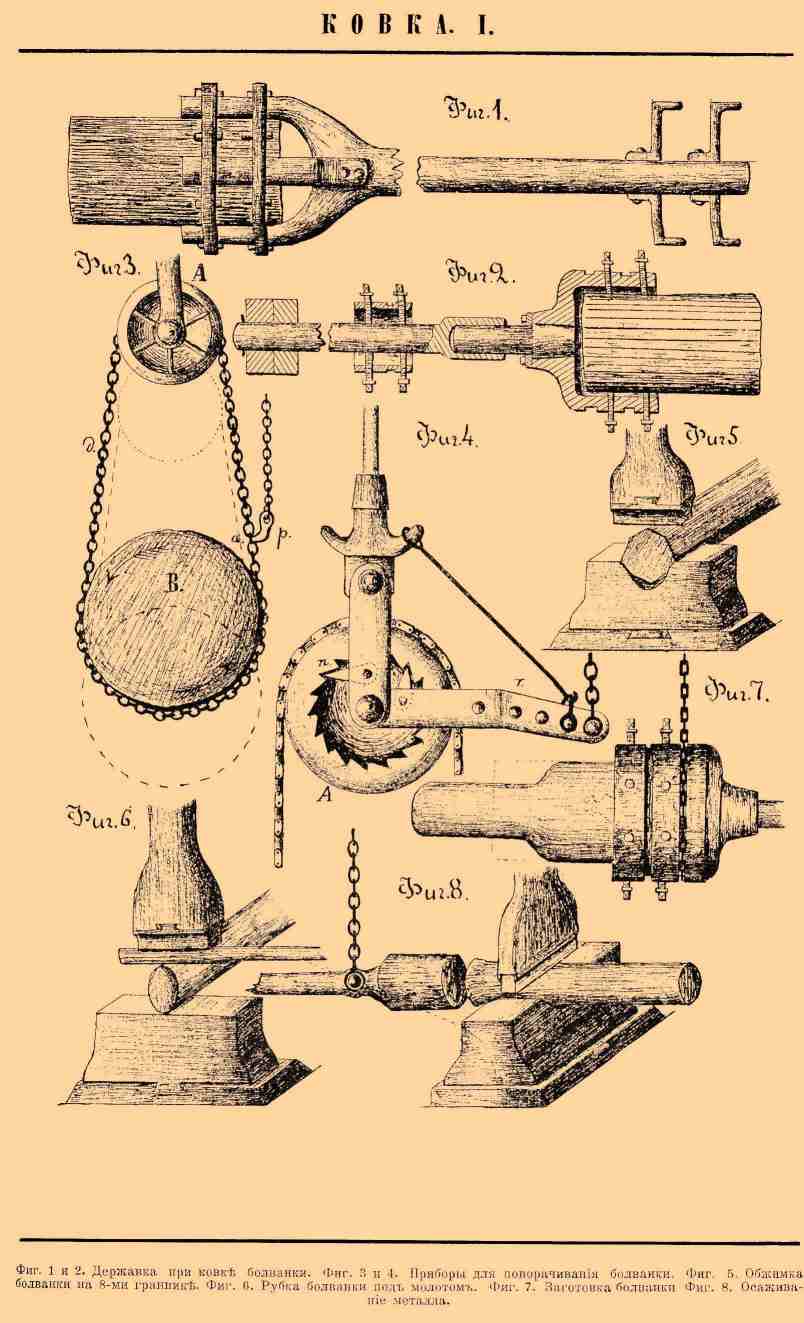 КОВКА. I.
Фиг. 1.
Фиг. 3.
A
Фиг. 2.
Фиг. 4.
Фиг. 5.
д.
а.
р.
B.
n.
r.
Фиг. 7.
A
Фиг. 6.
Фиг. 8.
Фиг. 1 и 2. Державка при ковкѣ болванки. Фиг. 3 и 4. Приборы для поворачиванія болванки. Фиг. 5. Обжимка
болванки на 8-ми гранникъ. Фиг. 6. Рубка болванки подъ молотомъ. Фиг. 7. Заготовка болванки Фиг. 8. Осажива-
ніе металла.